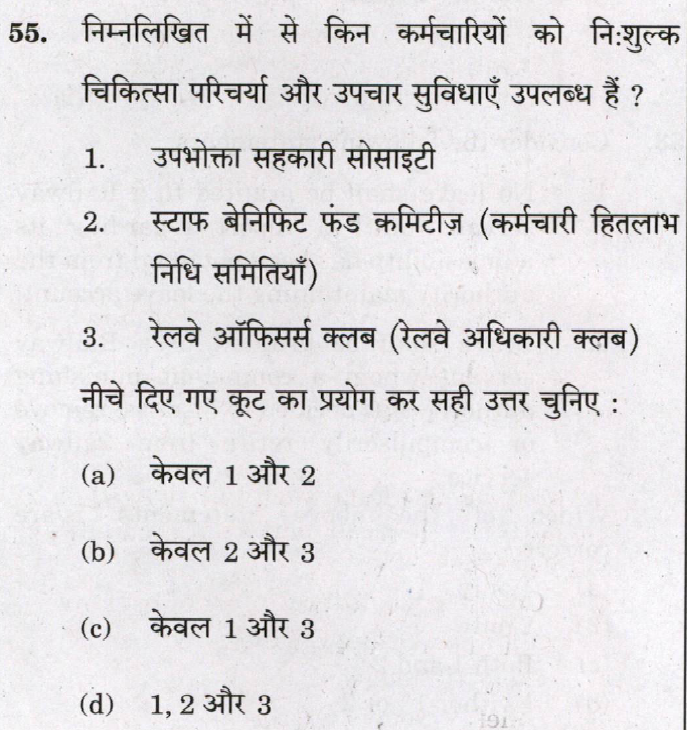 55. निम्नलिखित में से किन कर्मचारियों को नि:शुल्क
चिकित्सा परिचर्या और उपचार सुविधाएँ उपलब्ध हैं ?
1. उपभोक्ता सहकारी सोसाइटी
2. स्टाफ बेनिफिट फंड कमिटीज़ (कर्मचारी हितलाभ
निधि समितियाँ)
3. रेलवे ऑफिसर्स क्लब (रेलवे अधिकारी क्लब)
नीचे दिए गए कूट का प्रयोग कर सही उत्तर चुनिए :
(a) केवल 1 और 2
(b) केवल 2 और 3
(c) केवल 1 और 3
(d) 1, 2 और 3